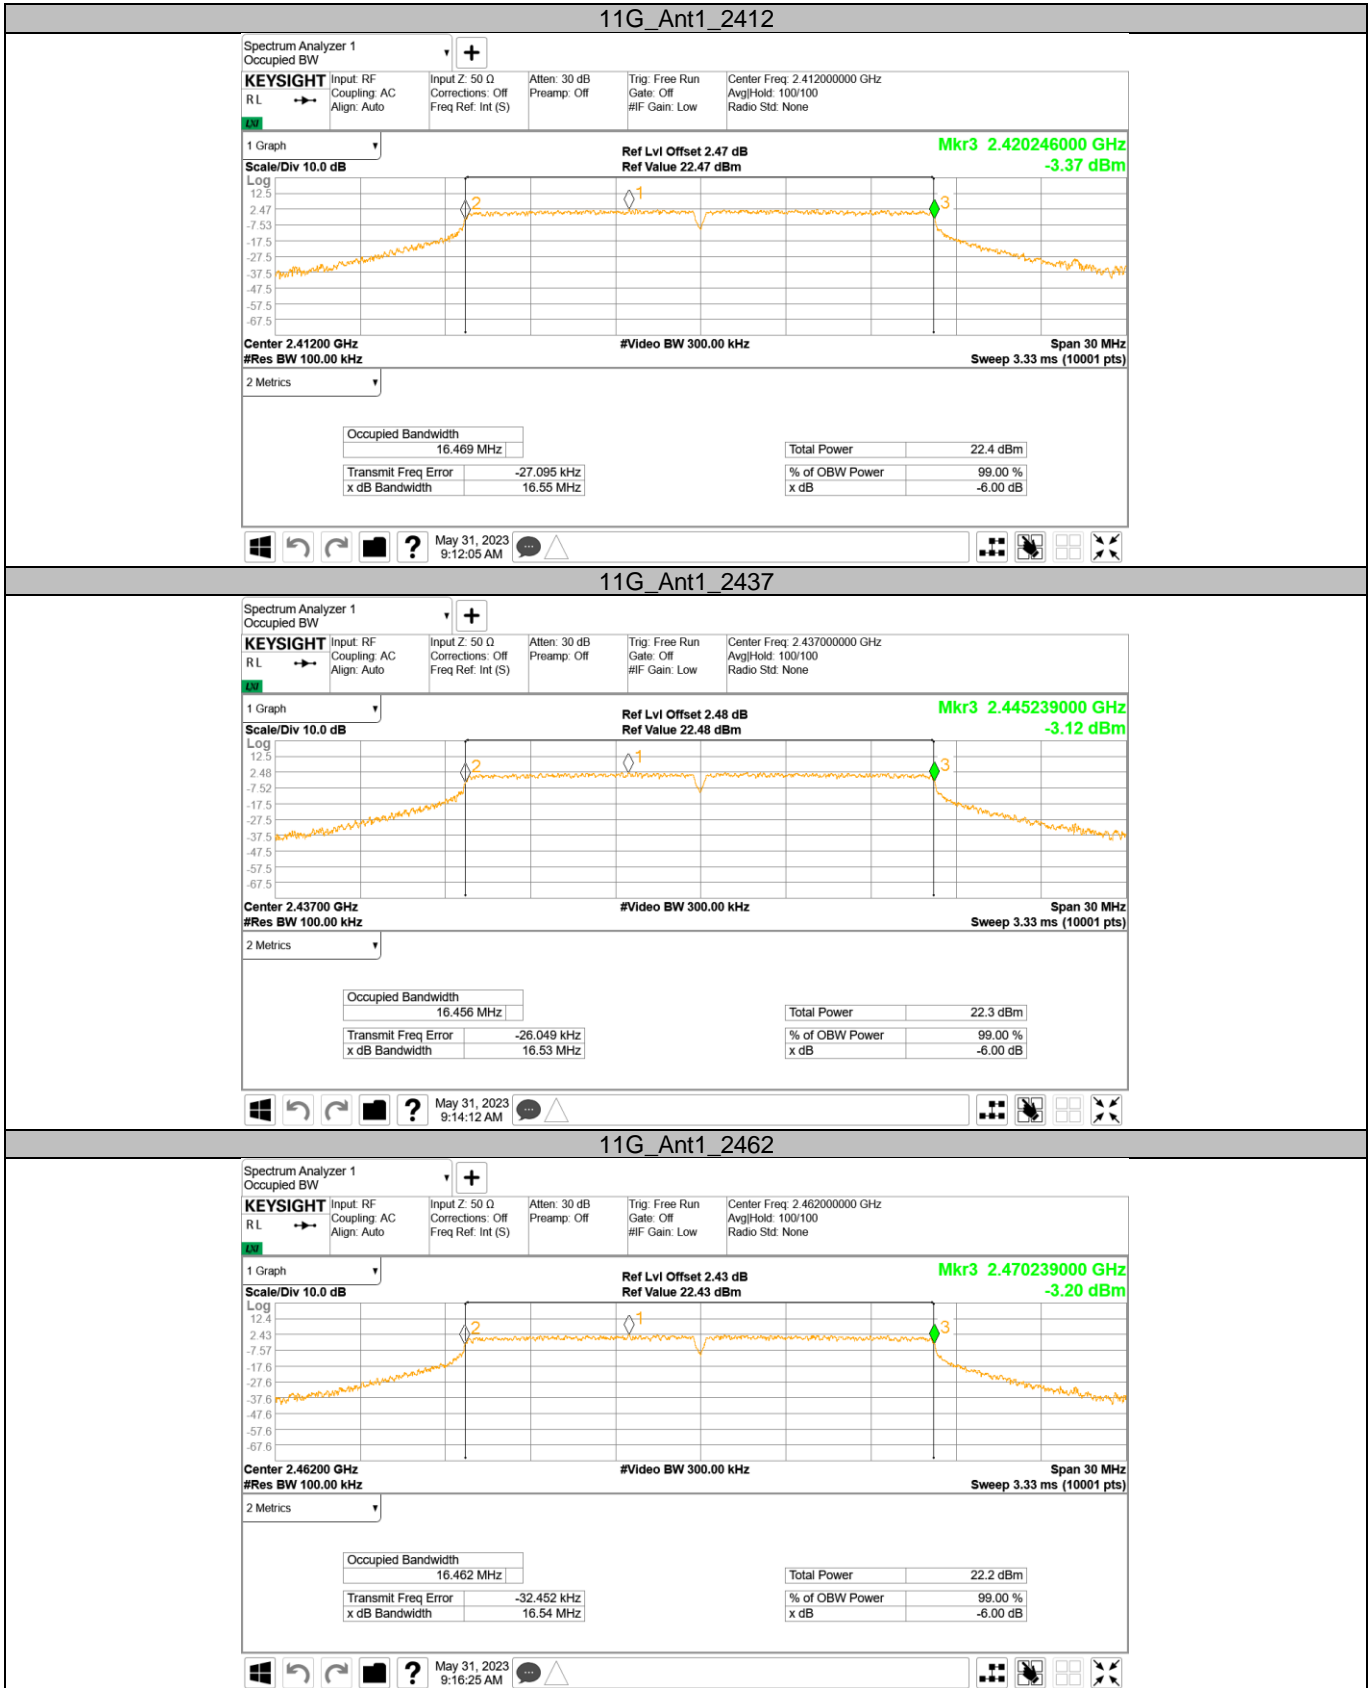 11G_Ant1_2412
Spectrum Analyzer 1
Occupied BW
KEYSIGHT
RL
LXI
Input: RF
Coupling: AC
Align: Auto
Input Z: 50 Ω
Corrections: Off
Freq Ref: Int (S)
Atten: 30 dB
Preamp: Off
Trig: Free Run
Gate: Off
#IF Gain: Low
Center Freq: 2.412000000 GHz
Avg|Hold: 100/100
Radio Std: None
1 Graph
Scale/Div 10.0 dB
Ref Lvl Offset 2.47 dB
Ref Value 22.47 dBm
Mkr3 2.420246000 GHz
-3.37 dBm
Log
12.5
2.47
-7.53
-17.5
-27.5
-37.5
-47.5
-57.5
-67.5
2
1
3
Center 2.41200 GHz
#Res BW 100.00 kHz
#Video BW 300.00 kHz
Span 30 MHz
Sweep 3.33 ms (10001 pts)
2 Metrics
Occupied Bandwidth
16.469 MHz
Transmit Freq Error -27.095 kHz
x dB Bandwidth 16.55 MHz
Total Power 22.4 dBm
% of OBW Power 99.00 %
x dB -6.00 dB
?
May 31, 2023
9:12:05 AM
11G_Ant1_2437
Spectrum Analyzer 1
Occupied BW
KEYSIGHT
RL
LXI
Input: RF
Coupling: AC
Align: Auto
Input Z: 50 Ω
Corrections: Off
Freq Ref: Int (S)
Atten: 30 dB
Preamp: Off
Trig: Free Run
Gate: Off
#IF Gain: Low
Center Freq: 2.437000000 GHz
Avg|Hold: 100/100
Radio Std: None
1 Graph
Scale/Div 10.0 dB
Ref Lvl Offset 2.48 dB
Ref Value 22.48 dBm
Mkr3 2.445239000 GHz
-3.12 dBm
Log
12.5
2.48
-7.52
-17.5
-27.5
-37.5
-47.5
-57.5
-67.5
2
1
3
Center 2.43700 GHz
#Res BW 100.00 kHz
#Video BW 300.00 kHz
Span 30 MHz
Sweep 3.33 ms (10001 pts)
2 Metrics
Occupied Bandwidth
16.456 MHz
Transmit Freq Error -26.049 kHz
x dB Bandwidth 16.53 MHz
Total Power 22.3 dBm
% of OBW Power 99.00 %
x dB -6.00 dB
?
May 31, 2023
9:14:12 AM
11G_Ant1_2462
Spectrum Analyzer 1
Occupied BW
KEYSIGHT
RL
LXI
Input: RF
Coupling: AC
Align: Auto
Input Z: 50 Ω
Corrections: Off
Freq Ref: Int (S)
Atten: 30 dB
Preamp: Off
Trig: Free Run
Gate: Off
#IF Gain: Low
Center Freq: 2.462000000 GHz
Avg|Hold: 100/100
Radio Std: None
1 Graph
Scale/Div 10.0 dB
Ref Lvl Offset 2.43 dB
Ref Value 22.43 dBm
Mkr3 2.470239000 GHz
-3.20 dBm
Log
12.4
2.43
-7.57
-17.6
-27.6
-37.6
-47.6
-57.6
-67.6
2
1
3
Center 2.46200 GHz
#Res BW 100.00 kHz
#Video BW 300.00 kHz
Span 30 MHz
Sweep 3.33 ms (10001 pts)
2 Metrics
Occupied Bandwidth
16.462 MHz
Transmit Freq Error -32.452 kHz
x dB Bandwidth 16.54 MHz
Total Power 22.2 dBm
% of OBW Power 99.00 %
x dB -6.00 dB
?
May 31, 2023
9:16:25 AM